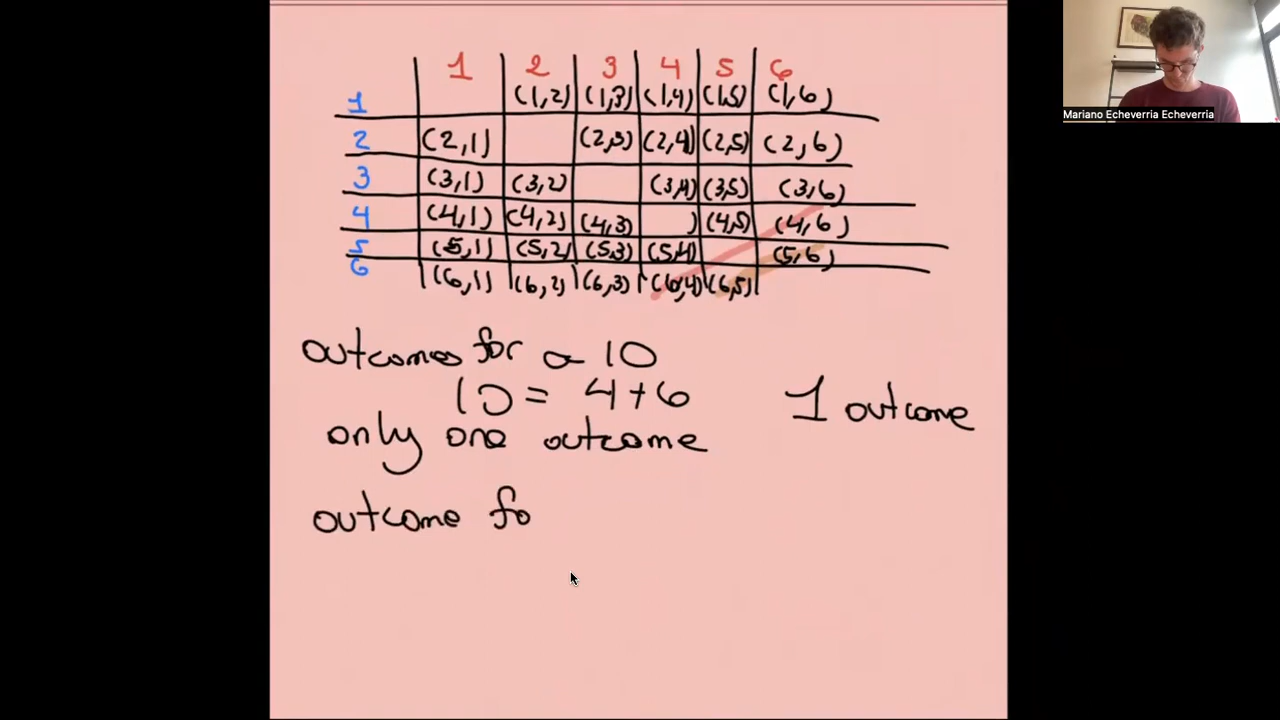 1 2 3 4 5 6
1 (1,2) (1,3) (1,4) (1,5) (1,6)
2 (2,1) (2,3) (2,4) (2,5) (2,6)
3 (3,1) (3,2) (3,4) (3,5) (3,6)
4 (4,1) (4,2) (4,3) ) (4,5) (4,6)
5 (5,1) (5,2) (5,3) (5,4) (5,6)
6 (6,1) (6,2) (6,3) (6,4) (6,5)
outcomes for a 10
10 = 4+6 1 outcome
only one outcome
outcome fo
Mariano Echeverria Echeverria